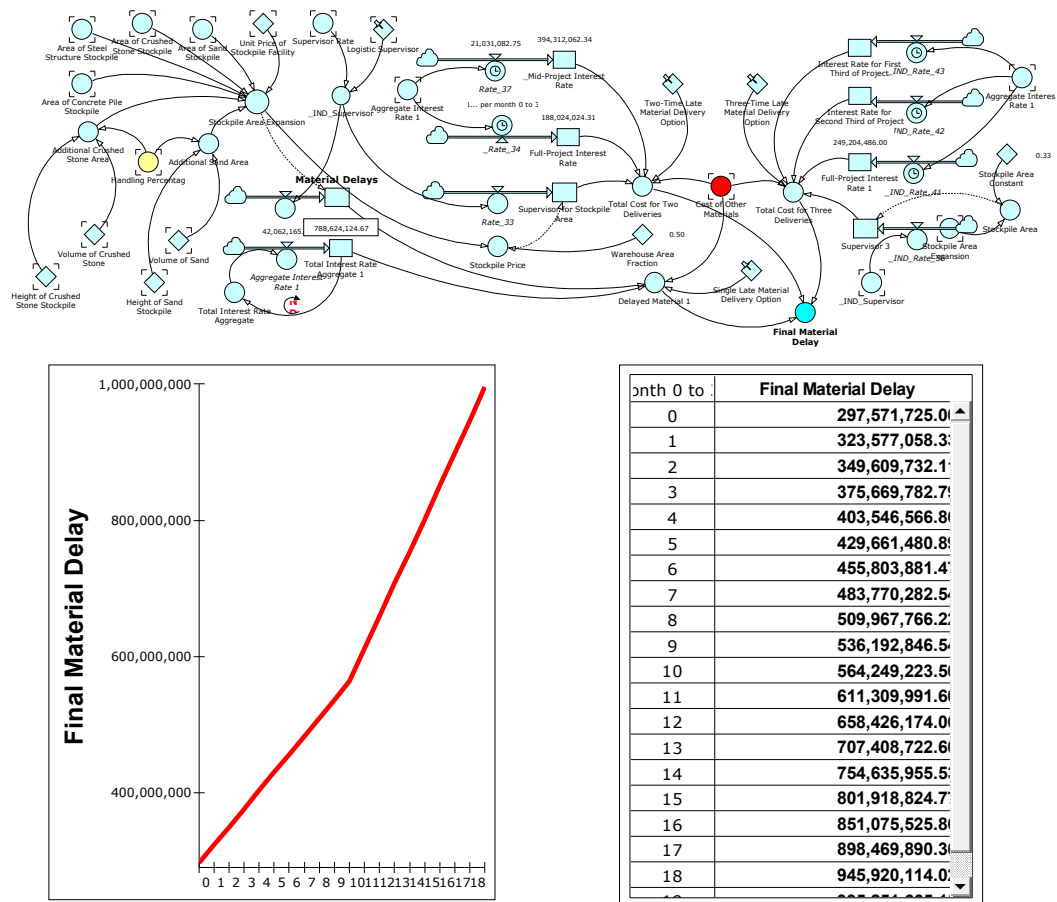 Area of Steel
Structure Stockpile
Area of Crushed
Stone Stockpile
Area of Sand
Stockpile
Unit Price of
Stockpile Facility
Supervisor Rate
Logistic Supervisor
Area of Concrete Pile
Stockpile
Stockpile Area Expansion
_IND_Supervisor
Additional Crushed
Stone Area
Additional Sand Area
Handling Percentag
Volume of Crushed
Stone
Volume of Sand
Height of Crushed
Stone Stockpile
Height of Sand
Stockpile
Material Delays
42,062,165.
788,624,124.67
Aggregate Interest
Rate 1
Total Interest Rate
Aggregate 1
Total Interest Rate
Aggregate
21,031,082.75
394,312,062.34
Rate_37
_Mid-Project Interest
Rate
Aggregate Interest
Rate 1
1... per month 0 to 3
188,024,024.31
_Rate_34
Full-Project Interest
Rate
Rate_33
Supervisor for Stockpile
Area
Stockpile Price
0.50
Warehouse Area
Fraction
Two-Time Late
Material Delivery
Option
Three-Time Late
Material Delivery
Option
Total Cost for Two
Deliveries
Cost of Other
Materials
Total Cost for Three
Deliveries
Delayed Material 1
Single Late Material
Delivery Option
Final Material
Delay
Interest Rate for First
Third of Project
_IND_Rate_43
Interest Rate for
Second Third of Project
IND_Rate_42
249,204,486.00
Full-Project Interest
Rate 1
_IND_Rate_41
Aggregate Interes
Rate 1
0.33
Stockpile Area
Constant
Stockpile Area
Supervisor 3
Stockpile Area
Expansion
_IND_Supervisor
Final Material Delay
1,000,000,000
800,000,000
600,000,000
400,000,000
0 1 2 3 4 5 6 7 8 9 10 11 12 13 14 15 16 17 18
onth 0 to Final Material Delay
0 297,571,725.0
1 323,577,058.3
2 349,609,732.1
3 375,669,782.7
4 403,546,566.8
5 429,661,480.8
6 455,803,881.4
7 483,770,282.5
8 509,967,766.2
9 536,192,846.5
10 564,249,223.5
11 611,309,991.6
12 658,426,174.0
13 707,408,722.6
14 754,635,955.5
15 801,918,824.7
16 851,075,525.8
17 898,469,890.3
18 945,920,114.0